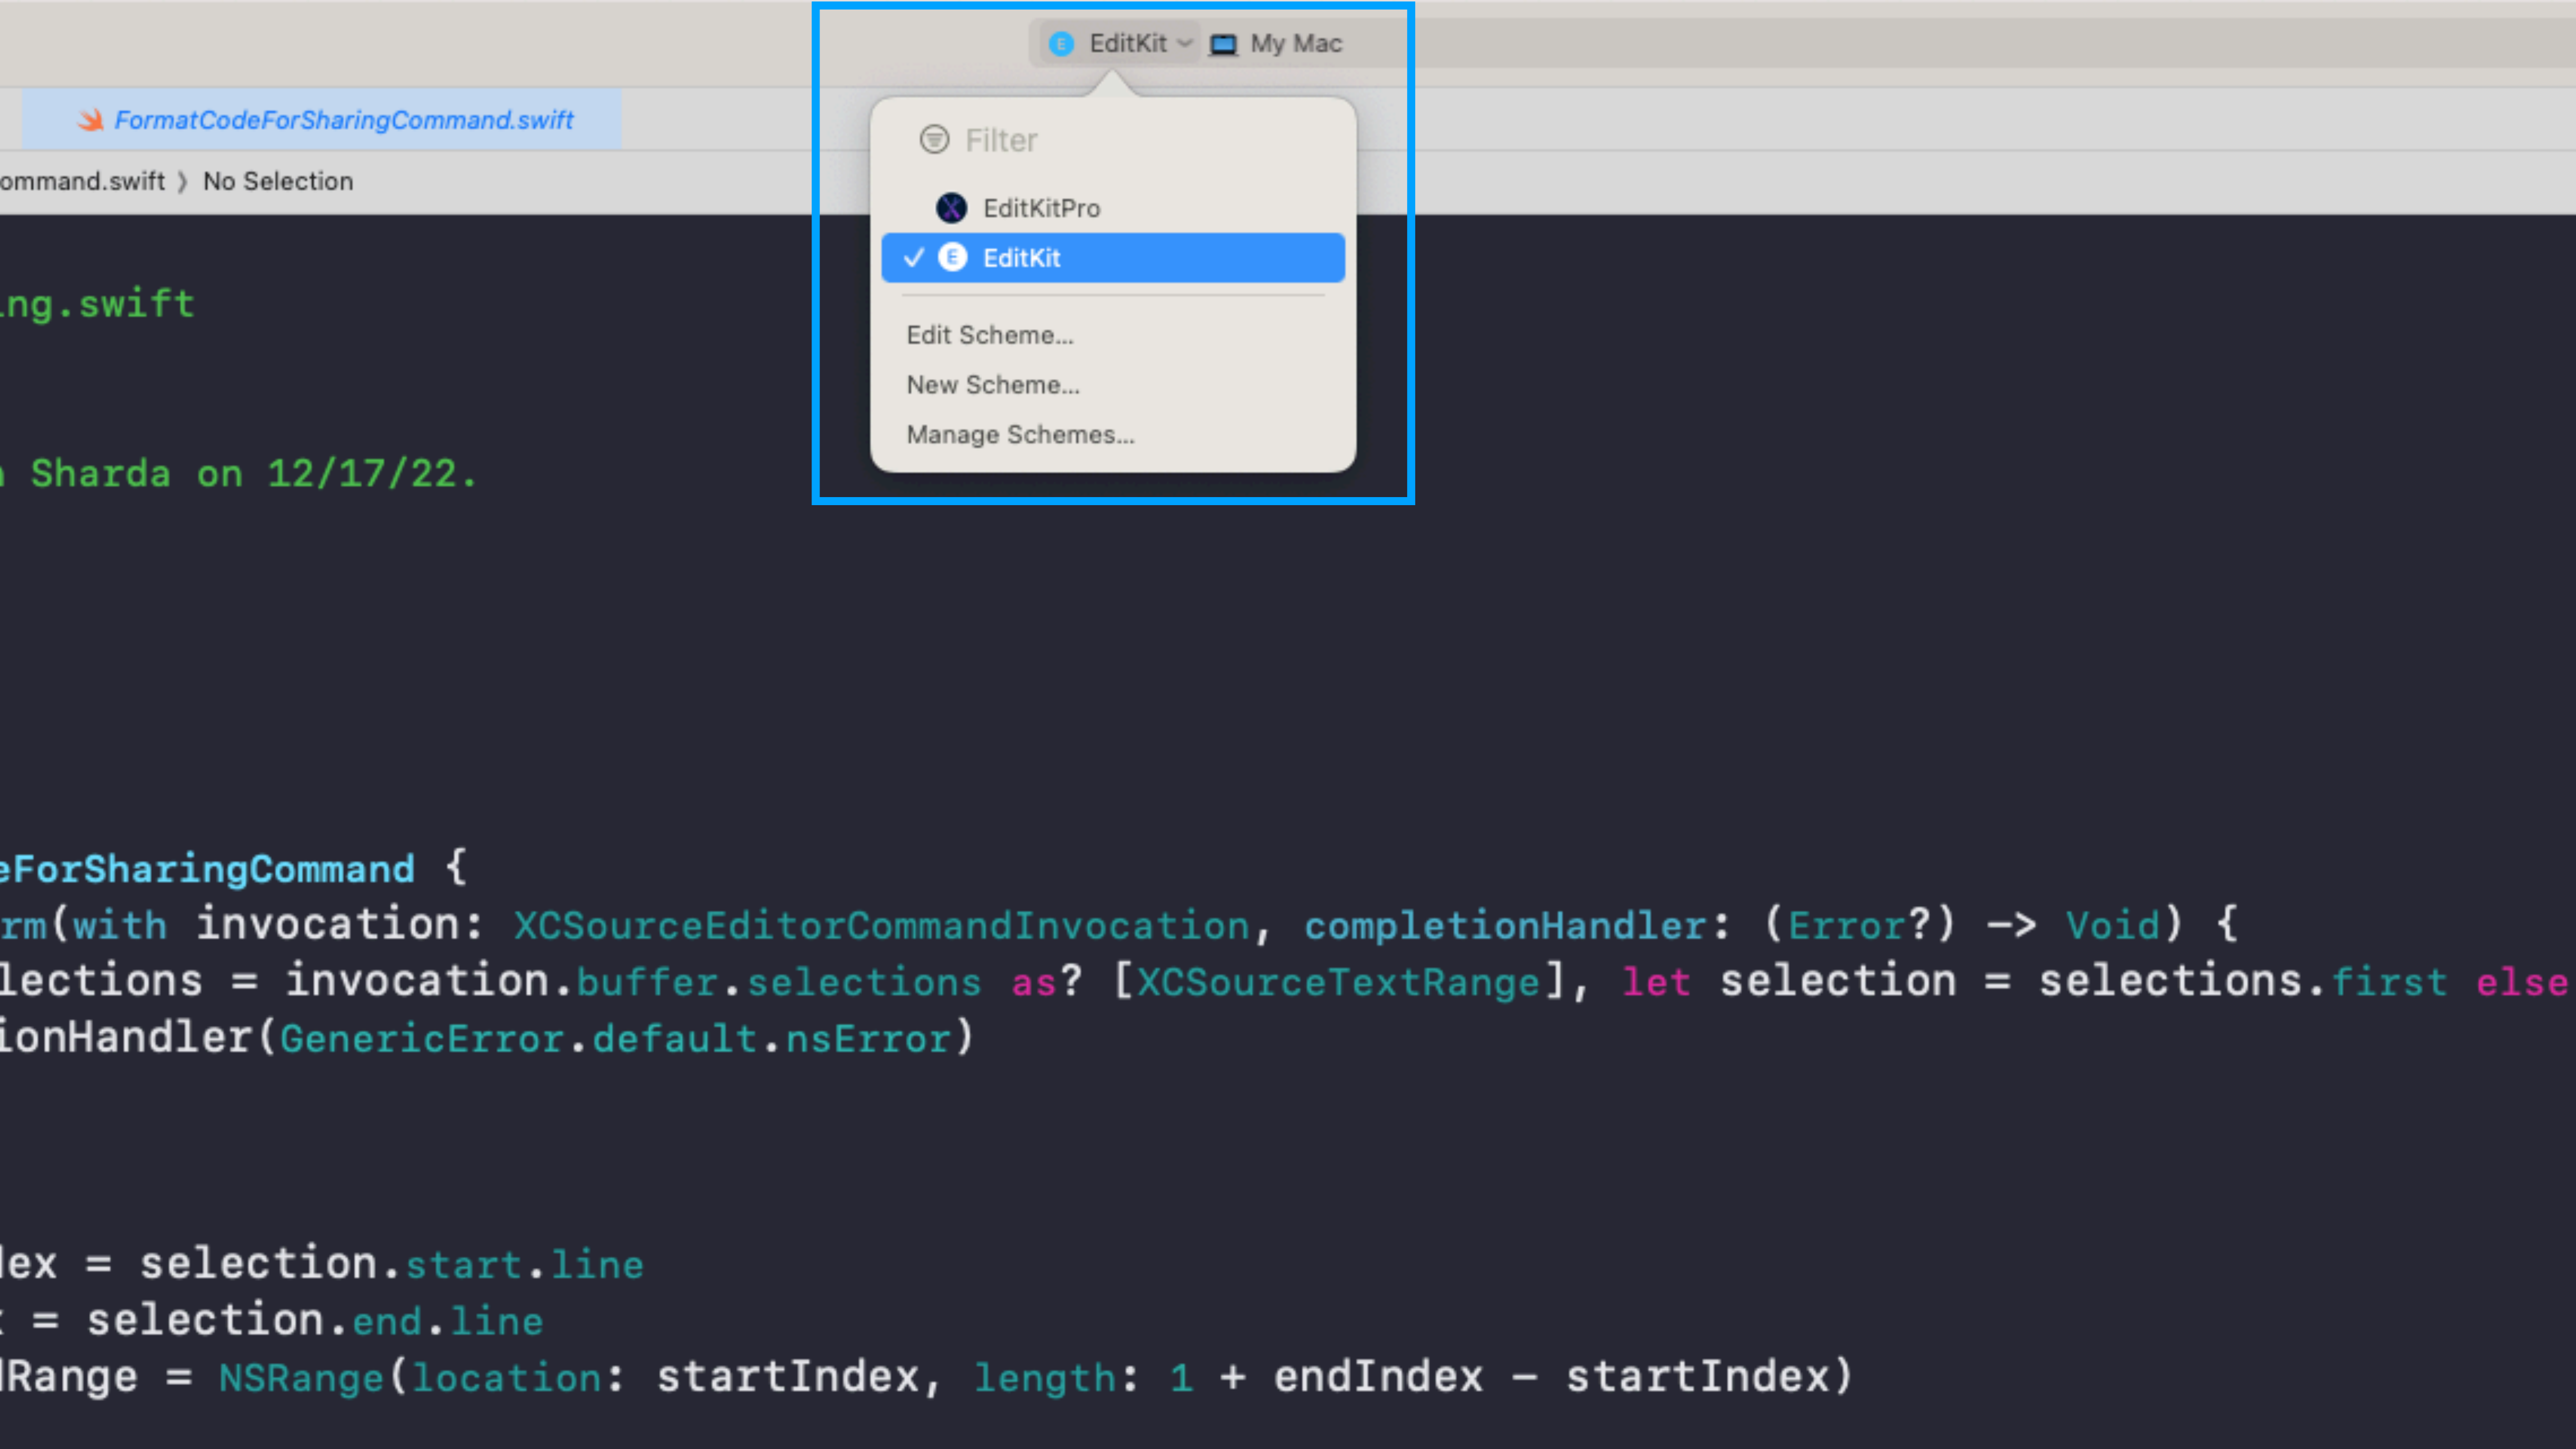 EditKit My Mac
FormatCodeForSharingCommand.swift
ommand.swift 〉 No Selection
Filter
EditKitPro
✓ E EditKit
Edit Scheme...
New Scheme...
Manage Schemes...
ng.swift
Sharda on 12/17/22.
eForSharingCommand {
rm(with invocation: XCSourceEditorCommandInvocation, completionHandler: (Error?) -> Void) {
lections = invocation.buffer.selections as? [XCSourceTextRange], let selection = selections.first else
ionHandler(GenericError.default.nsError)
dex = selection.start.line
x = selection.end.line
dRange = NSRange(location: startIndex, length: 1 + endIndex - startIndex)